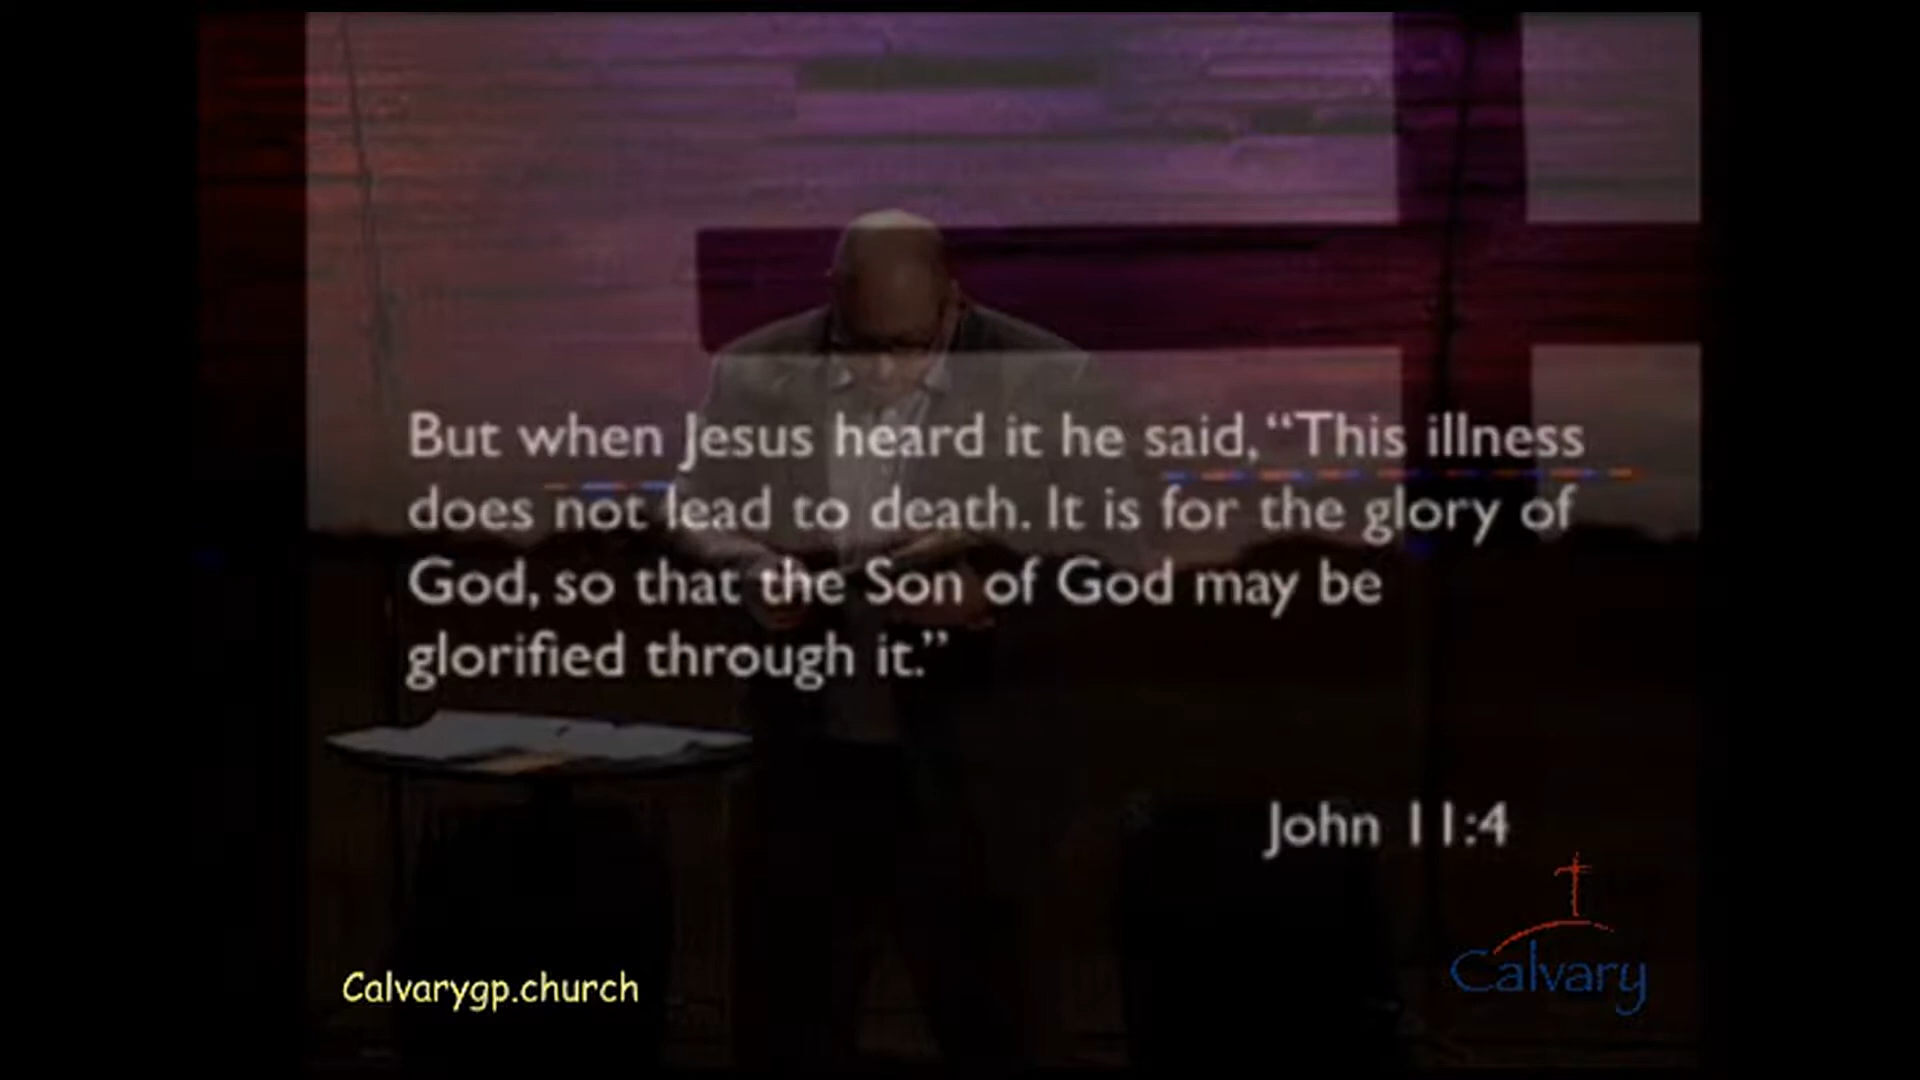 But when Jesus heard it he said, “This illness
does not lead to death. It is for the glory of
God, so that the Son of God may be
glorified through it.”
John 11:4
Calvary
Calvarygp.church